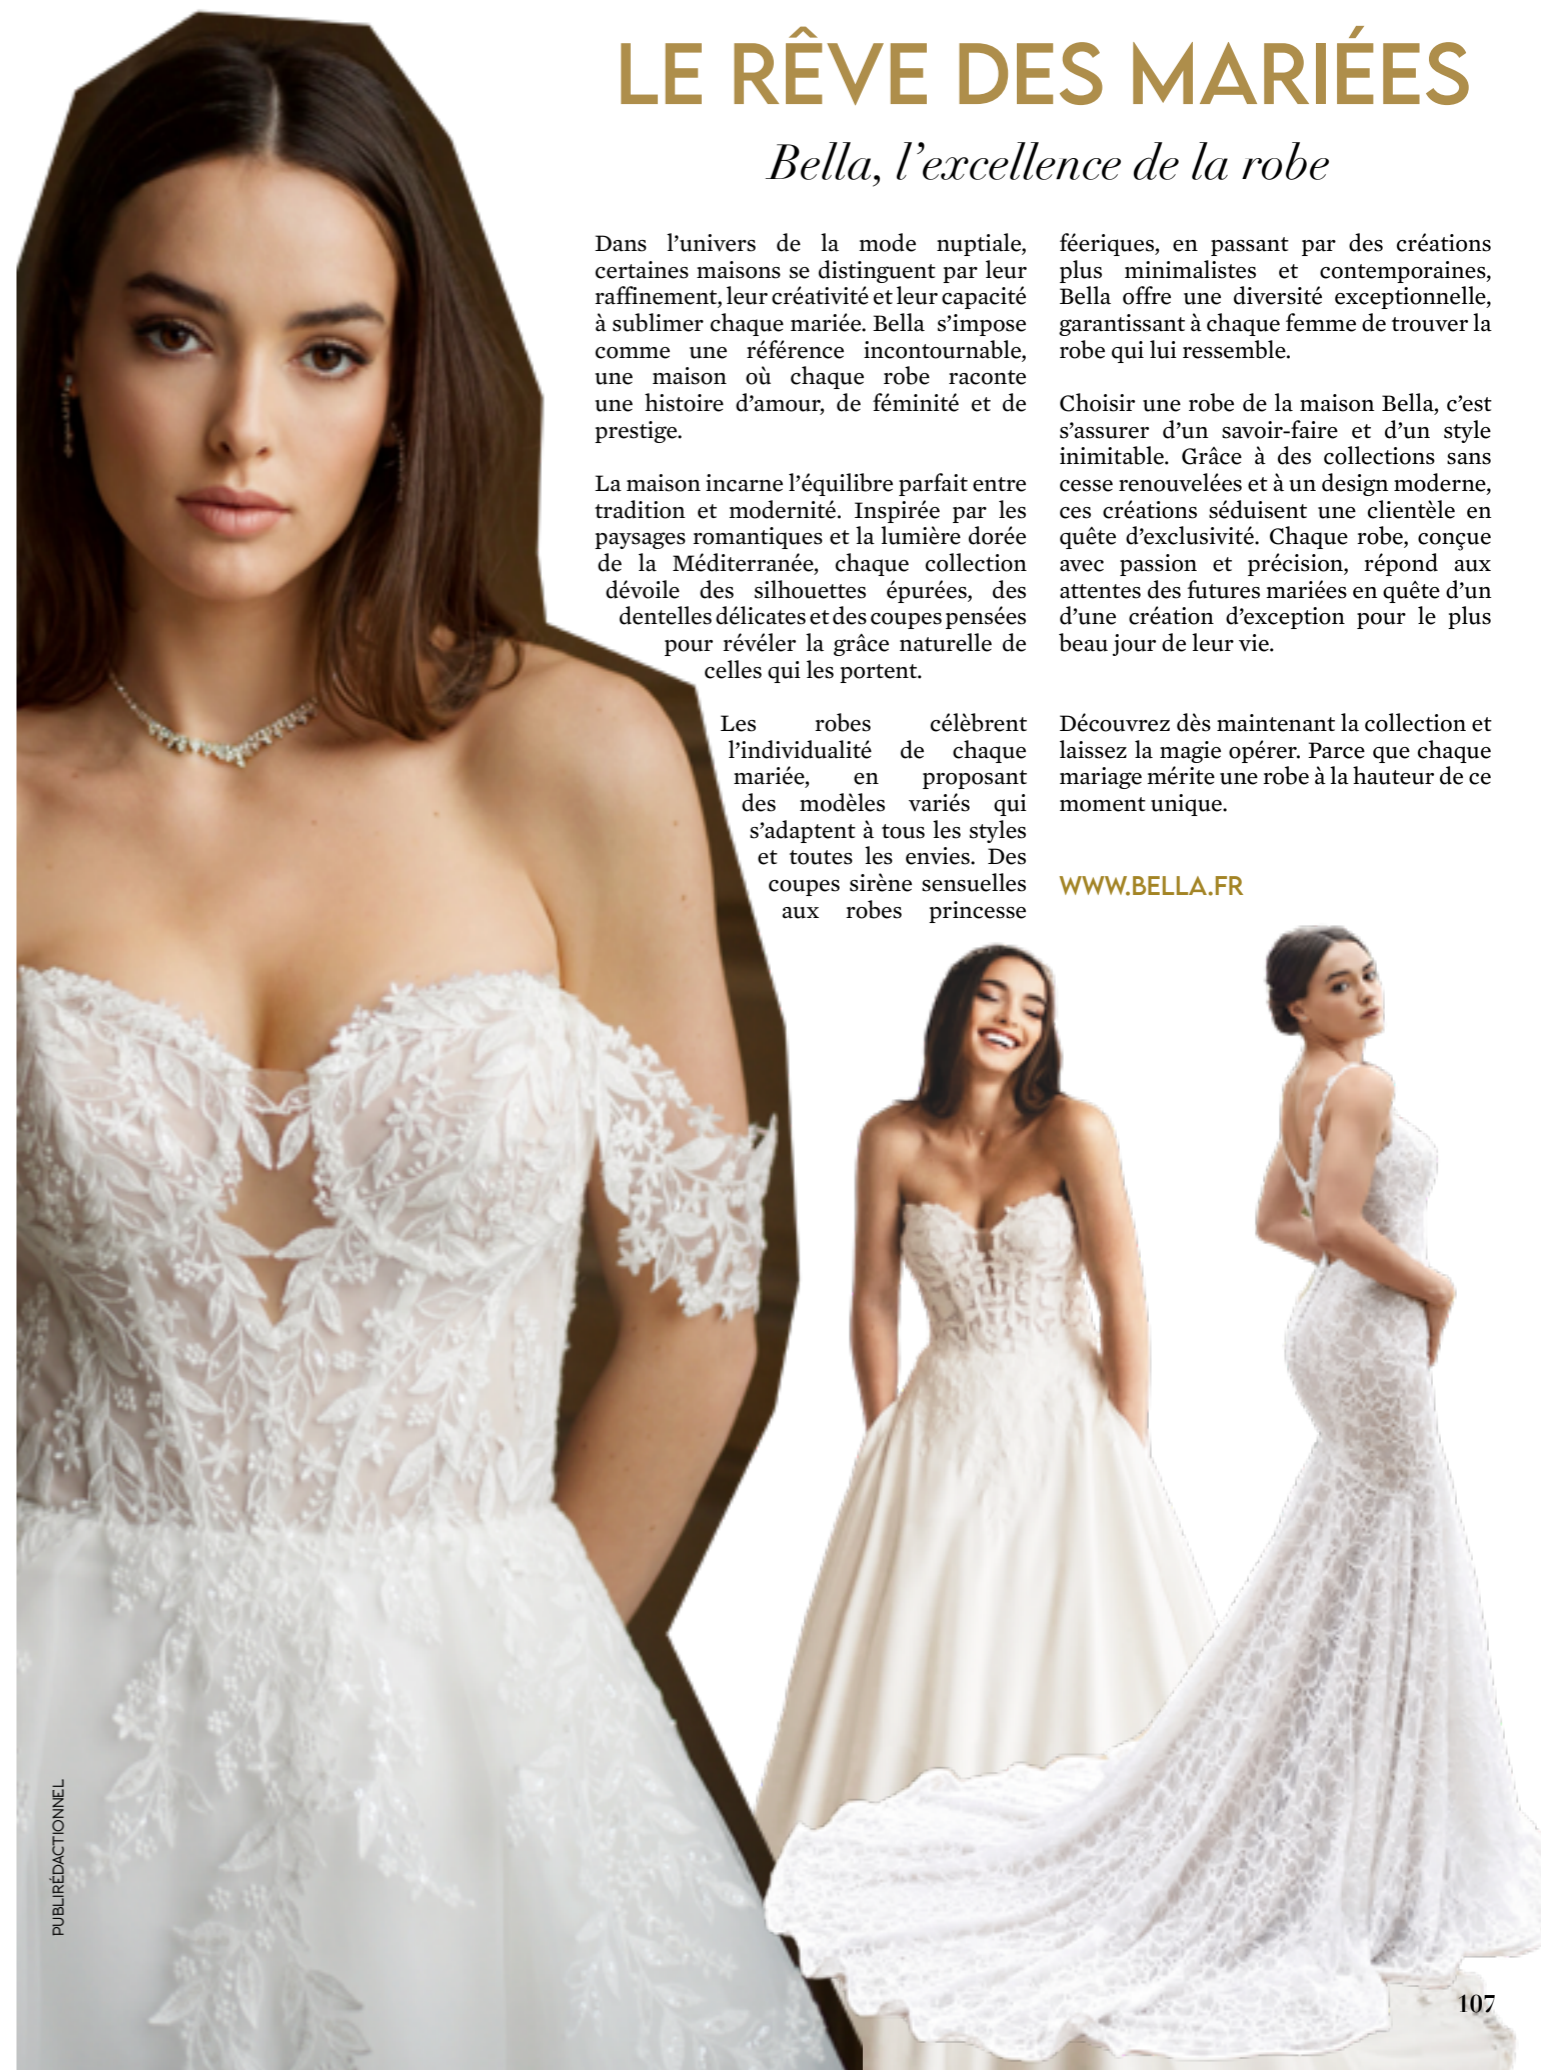 LE RÊVE DES MARIÉES
Bella, l’excellence de la robe
Dans l’univers de la mode nuptiale,
certaines maisons se distinguent par leur
raffinement, leur créativité et leur capacité
à sublimer chaque mariée. Bella s’impose
comme une référence incontournable,
une maison où chaque robe raconte
une histoire d’amour, de féminité et de
prestige.
La maison incarne l’équilibre parfait entre
tradition et modernité. Inspirée par les
paysages romantiques et la lumière dorée
de la Méditerranée, chaque collection
dévoile des silhouettes épurées, des
dentelles délicates et des coupes pensées
pour révéler la grâce naturelle de
celles qui les portent.
Les robes célèbrent
l’individualité de chaque
mariée, en proposant
des modèles variés qui
s’adaptent à tous les styles
et toutes les envies. Des
coupes sirène sensuelles
aux robes princesse
féeriques, en passant par des créations
plus minimalistes et contemporaines,
Bella offre une diversité exceptionnelle,
garantissant à chaque femme de trouver la
robe qui lui ressemble.
Choisir une robe de la maison Bella, c’est
s’assurer d’un savoir-faire et d’un style
inimitable. Grâce à des collections sans
cesse renouvelées et à un design moderne,
ces créations séduisent une clientèle en
quête d’exclusivité. Chaque robe, conçue
avec passion et précision, répond aux
attentes des futures mariées en quête d’un
d’une création d’exception pour le plus
beau jour de leur vie.
Découvrez dès maintenant la collection et
laissez la magie opérer. Parce que chaque
mariage mérite une robe à la hauteur de ce
moment unique.
WWW.BELLA.FR
PUBLIRÉDACTIONNEL
107